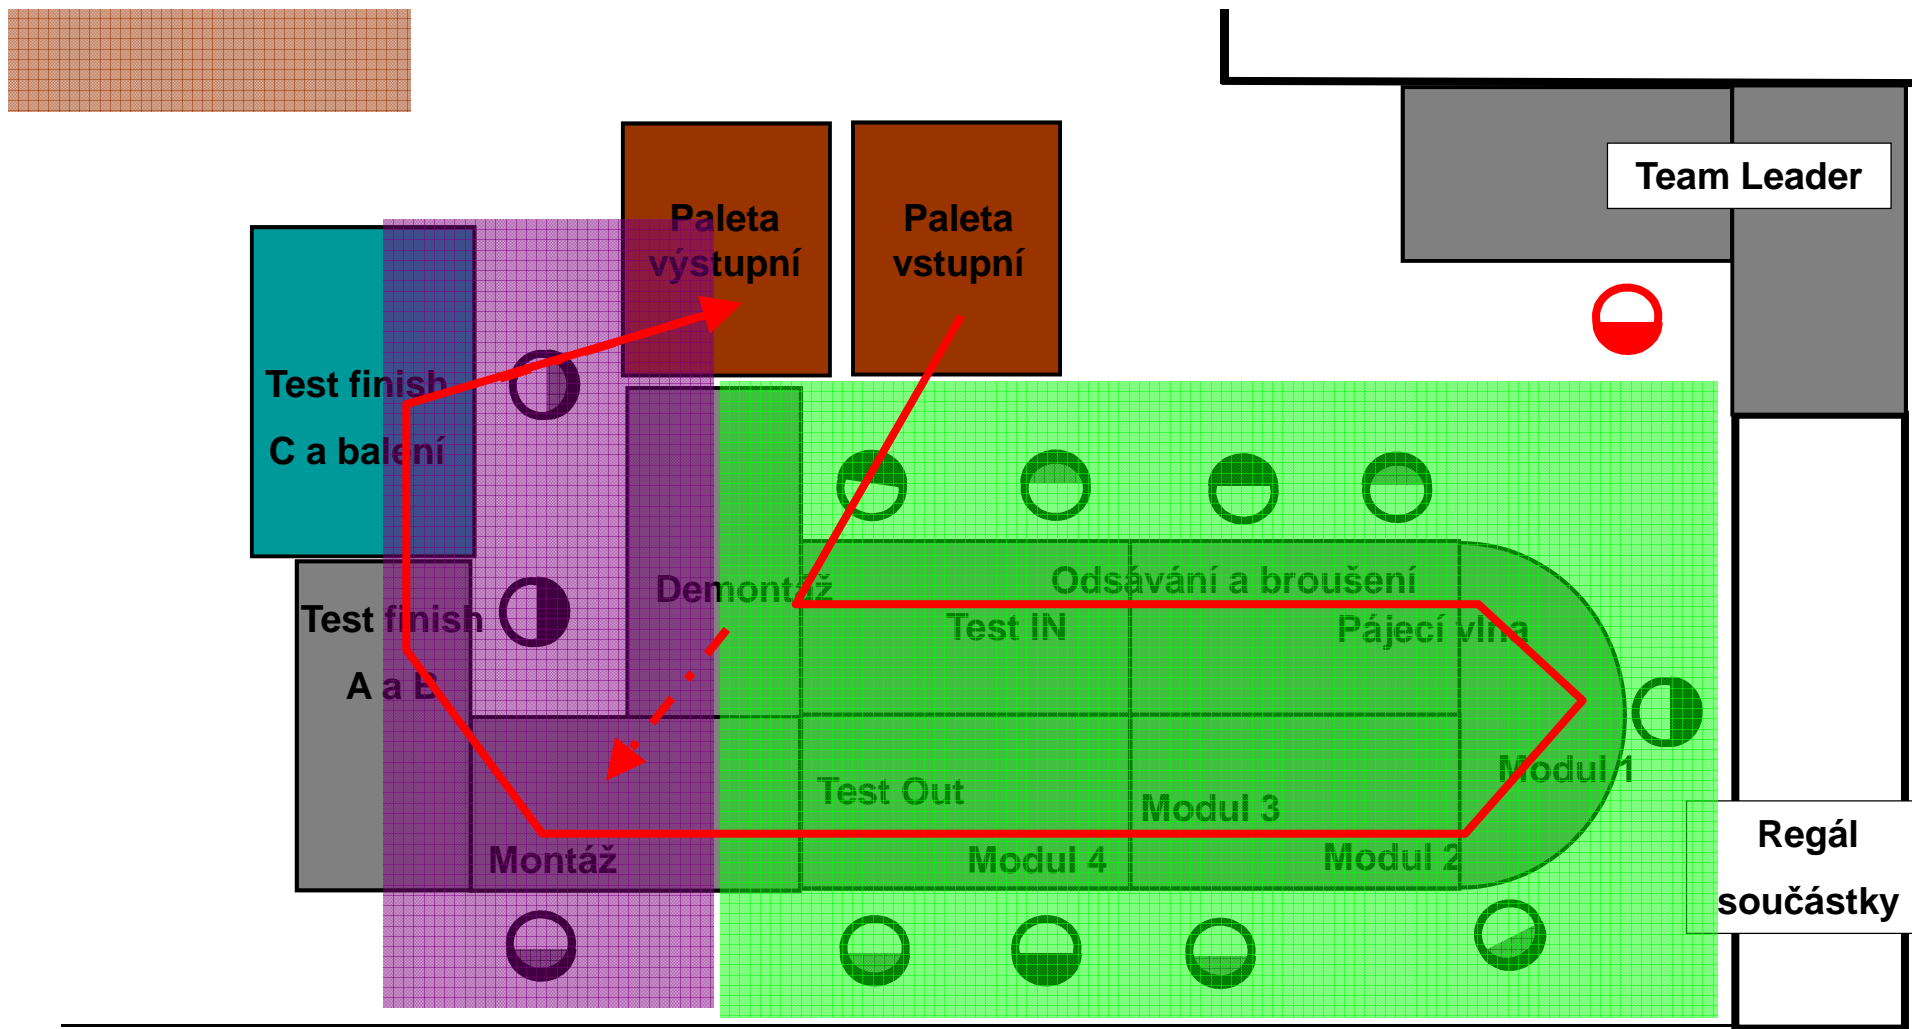 Team Leader
Paleta
výstupní
Paleta
vstupní
Test finish
C a balení
Test finish
A a B
Demontáž
Odsávání a broušení
Test IN
Pájecí vlna
Modul 1
Test Out
Modul 3
Montáž
Modul 4
Modul 2
Regál
součástky